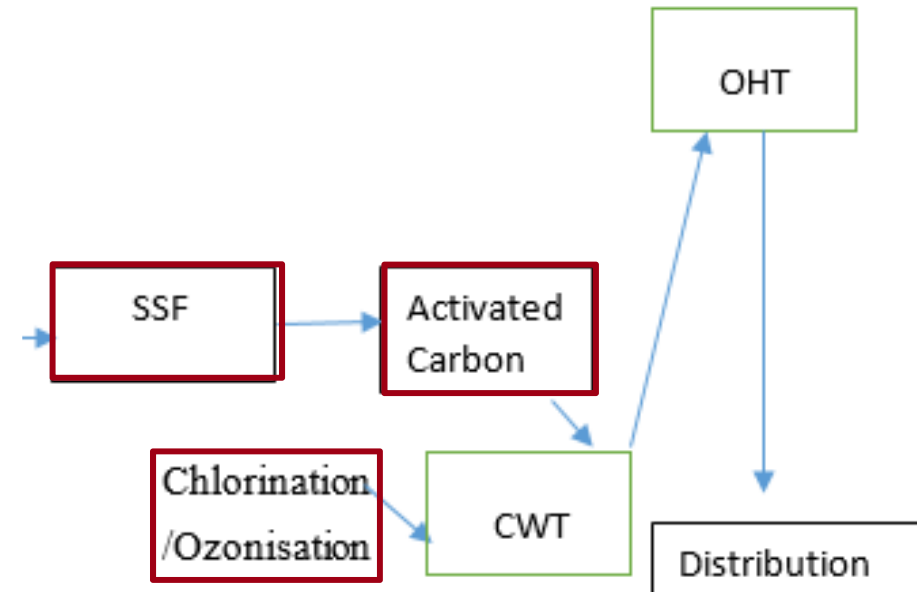 OHT
SSF
Activated
Carbon
Chlorination
/Ozonisation
CWT
Distribution